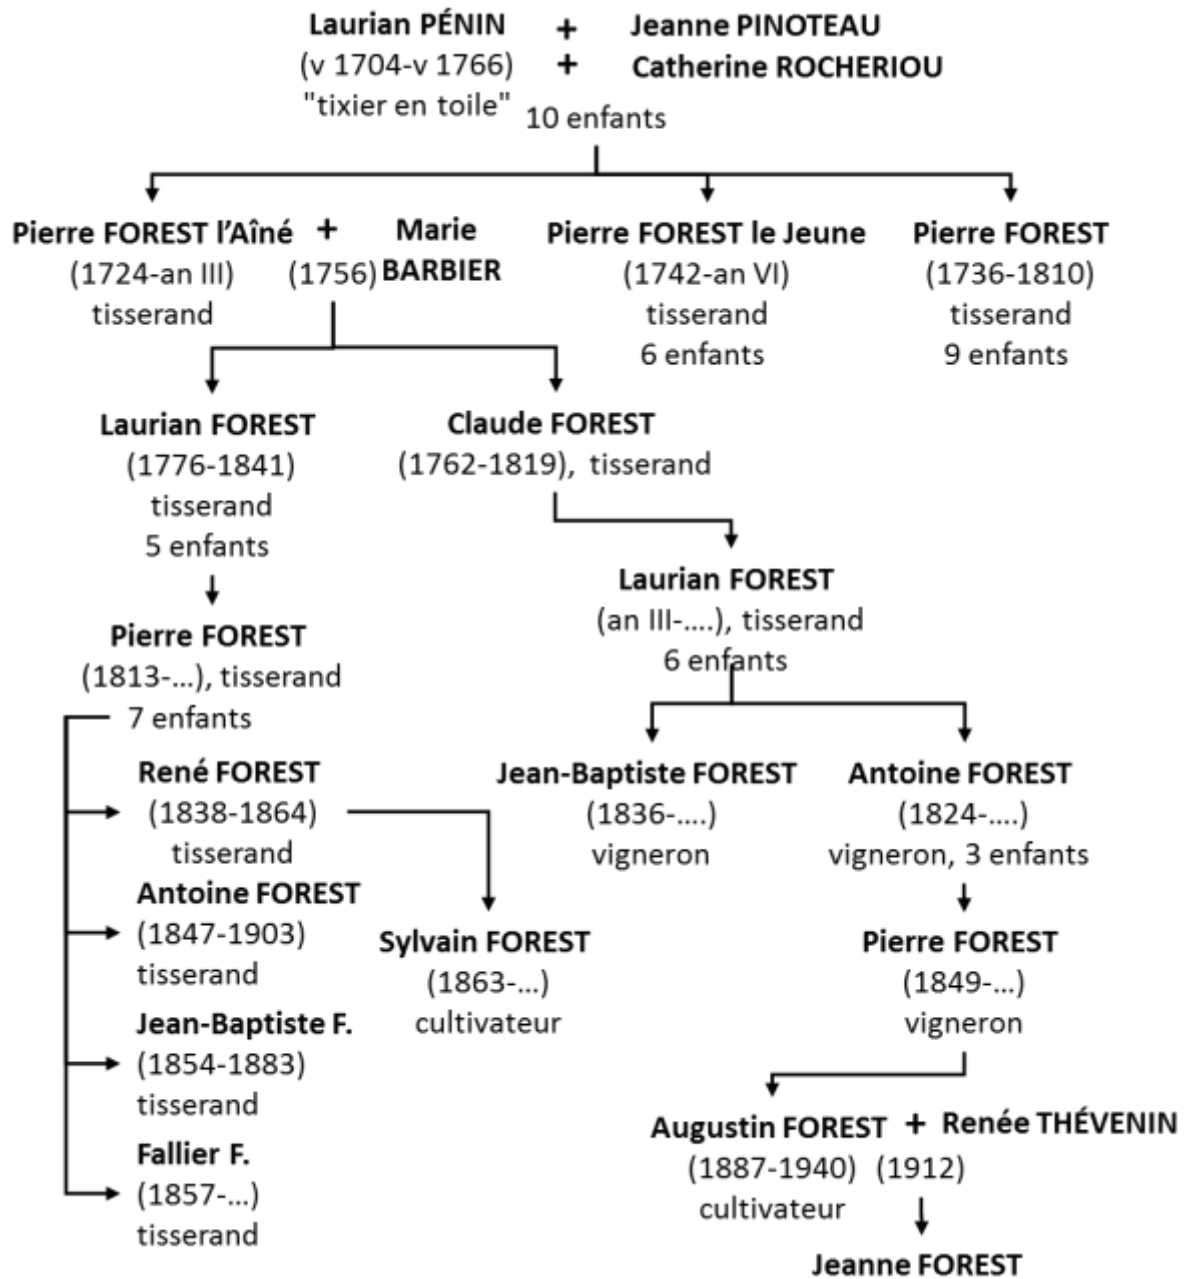 Laurian PÉNIN + Jeanne PINOTEAU
(v 1704-v 1766) + Catherine ROCHERIOU
"tixier en toile"
10 enfants
Pierre FOREST l'Aîné + Marie BARBIER
(1724-an III) (1756)
tisserand
Pierre FOREST le Jeune
(1742-an VI)
tisserand
6 enfants
Pierre FOREST
(1736-1810)
tisserand
9 enfants
Laurian FOREST
(1776-1841)
tisserand
5 enfants
Claude FOREST
(1762-1819), tisserand
Laurian FOREST
(an III-....), tisserand
6 enfants
Pierre FOREST
(1813-...), tisserand
7 enfants
René FOREST
(1838-1864)
tisserand
Antoine FOREST
(1847-1903)
tisserand
Jean-Baptiste F.
(1854-1883)
tisserand
Fallier F.
(1857-...)
tisserand
Sylvain FOREST
(1863-...)
cultivateur
Jean-Baptiste FOREST
(1836-....)
vigneron
Antoine FOREST
(1824-....)
vigneron, 3 enfants
Pierre FOREST
(1849-...)
vigneron
Augustin FOREST + Renée THÉVENIN
(1887-1940) (1912)
cultivateur
Jeanne FOREST